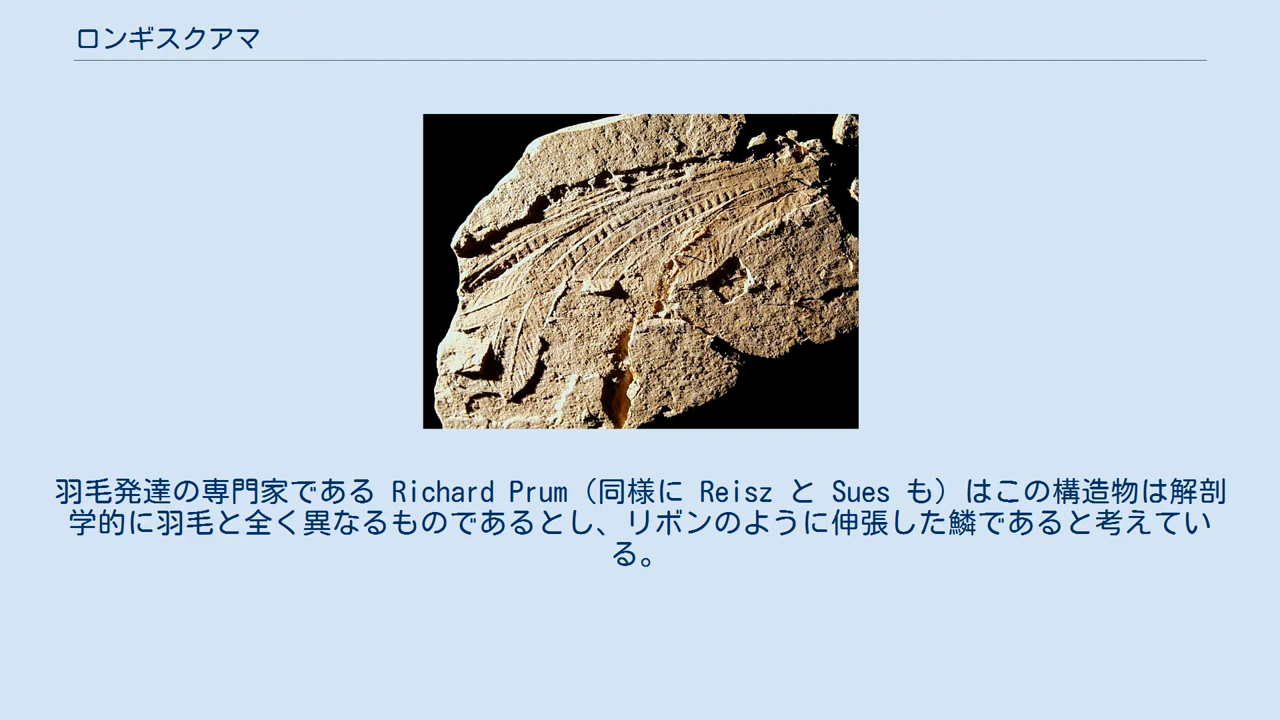 ロンギスクアマ
羽毛発達の専門家である Richard Prum（同様に Reisz と Sues も）はこの構造物は解剖
学的に羽毛と全く異なるものであるとし、リボンのように伸張した鱗であると考えてい
る。